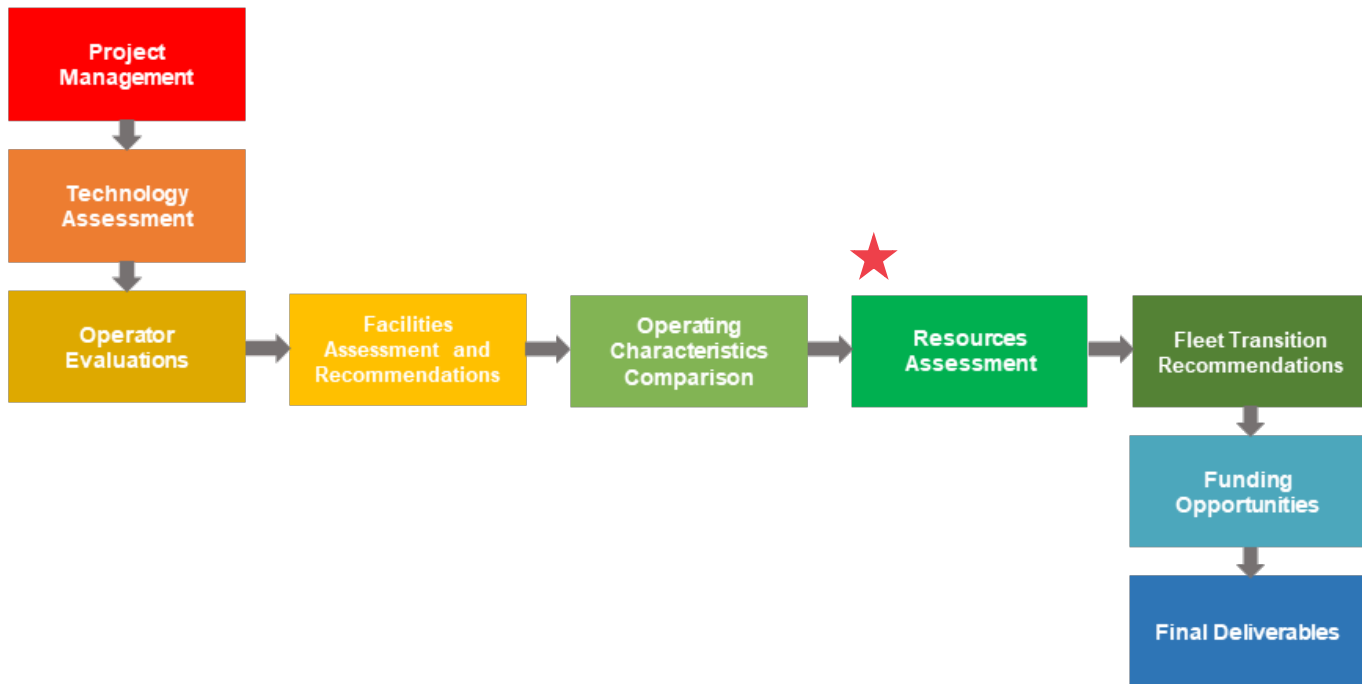 Project
Management
Technology
Assessment
Operator
Evaluations
Facilities
Assessment and
Recommendations
Operating
Characteristics
Comparison
Resources
Assessment
Fleet Transition
Recommendations
Funding
Opportunities
Final Deliverables